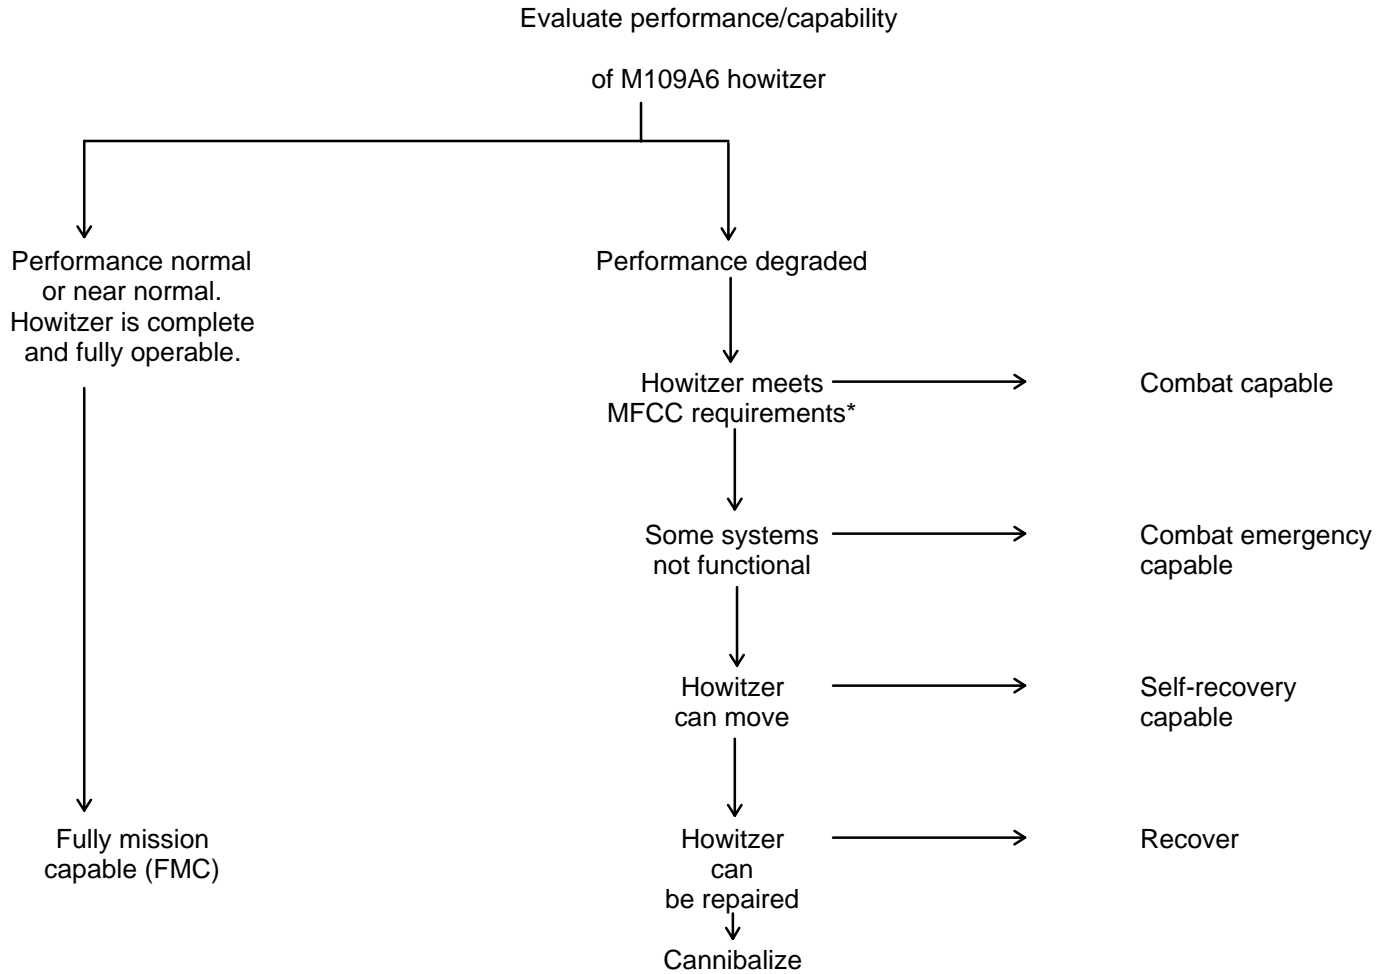 Evaluate performance/capability
of M109A6 howitzer
Performance normal
or near normal.
Howitzer is complete
and fully operable.
Performance degraded
Howitzer meets
MFCC requirements*
Combat capable
Some systems
not functional
Combat emergency
capable
Howitzer
can move
Self-recovery
capable
Fully mission
capable (FMC)
Howitzer
can
be repaired
Recover
Cannibalize